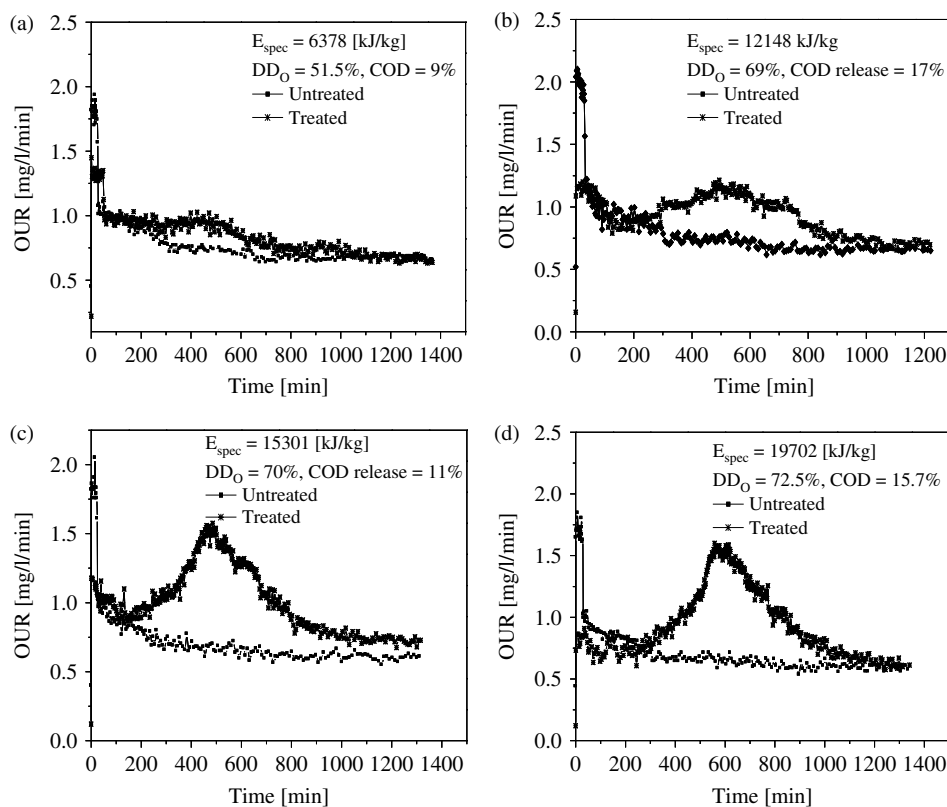 (a)
E_spec = 6378 [kJ/kg]
DD_O = 51.5%, COD = 9%
Untreated
Treated
2.5
2.0
1.5
1.0
0.5
OUR [mg/l/min]
0 200 400 600 800 1000 1200 1400
Time [min]
(b)
E_spec = 12148 kJ/kg
DD_O = 69%, COD release = 17%
Untreated
Treated
2.5
2.0
1.5
1.0
0.5
0.0
OUR [mg/l/min]
0 200 400 600 800 1000 1200
Time [min]
(c)
E_spec = 15301 [kJ/kg]
DD_O = 70%, COD release = 11%
Untreated
Treated
2.0
1.5
1.0
0.5
0.0
OUR [mg/l/min]
0 200 400 600 800 1000 1200 1400
Time [min]
(d)
E_spec = 19702 [kJ/kg]
DD_O = 72.5%, COD = 15.7%
Untreated
Treated
2.5
2.0
1.5
1.0
0.5
0.0
OUR [mg/l/min]
0 200 400 600 800 1000 1200 1400
Time [min]